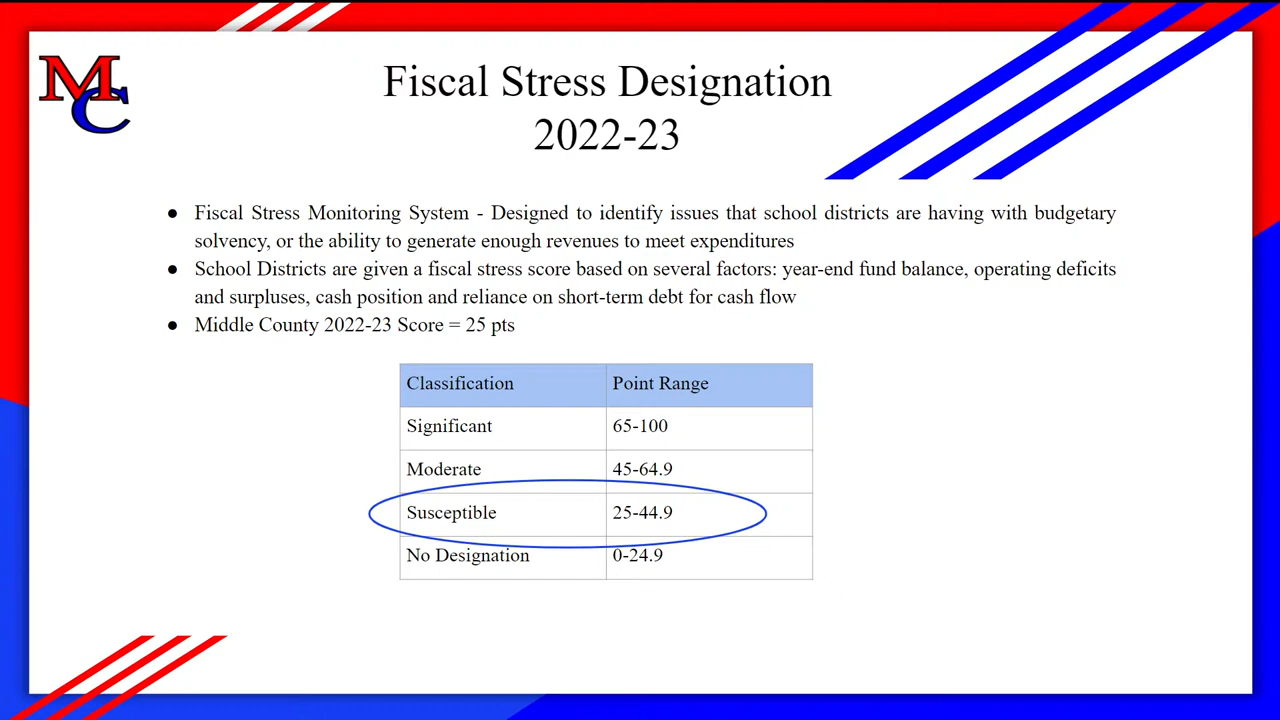 MC
Fiscal Stress Designation
2022-23
● Fiscal Stress Monitoring System - Designed to identify issues that school districts are having with budgetary
solvency, or the ability to generate enough revenues to meet expenditures
● School Districts are given a fiscal stress score based on several factors: year-end fund balance, operating deficits
and surpluses, cash position and reliance on short-term debt for cash flow
● Middle County 2022-23 Score = 25 pts
Classification Point Range
Significant 65-100
Moderate 45-64.9
Susceptible 25-44.9
No Designation 0-24.9